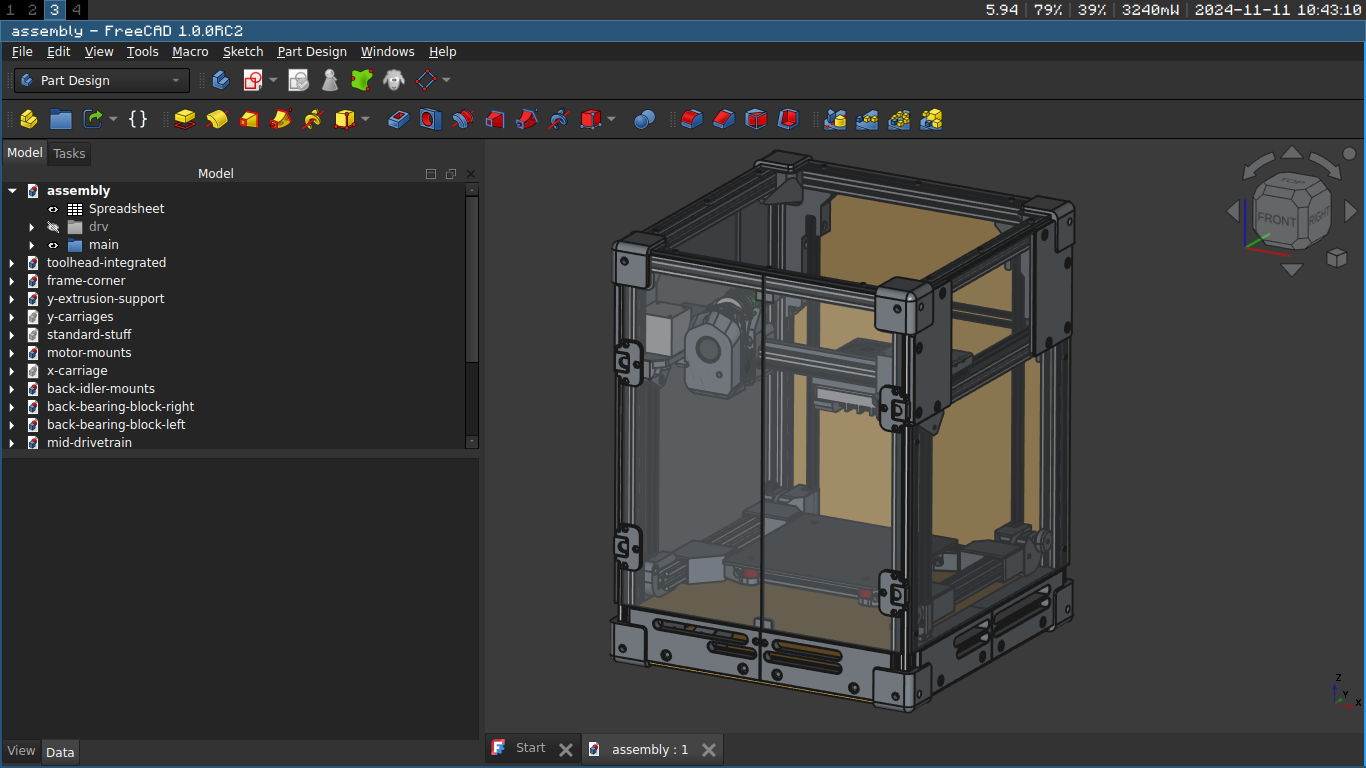 1 2 3 4 5.94 | 79% | 39% | 3240mW | 2024-11-11 10:43:10
assembly - FreeCAD 1.0.0RC2
File Edit View Tools Macro Sketch Part Design Windows Help
Part Design
{}
Model Tasks
Model
assembly
Spreadsheet
drv
main
toolhead-integrated
frame-corner
y-extrusion-support
y-carriages
standard-stuff
motor-mounts
x-carriage
back-idler-mounts
back-bearing-block-right
back-bearing-block-left
mid-drivetrain
TOP
FRONT RIGHT
Z
Y
X
View Data
Start assembly : 1